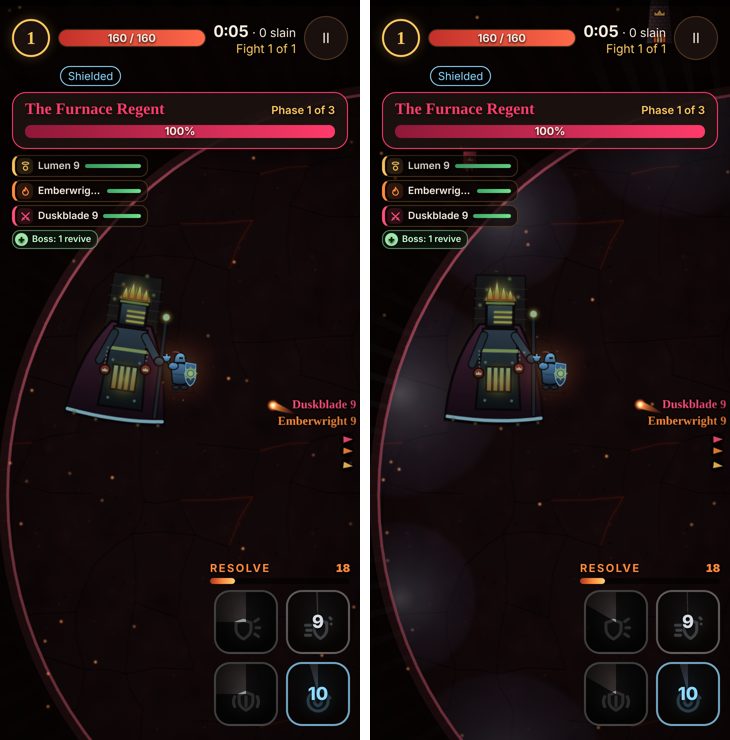 1
160 / 160
0:05 · 0 slain
Fight 1 of 1
Shielded
The Furnace Regent
Phase 1 of 3
100%
Lumen 9
Emberwrig...
Duskblade 9
Boss: 1 revive
Duskblade 9
Emberwright 9
RESOLVE
18
9
10
1
160 / 160
0:05 · 0 slain
Fight 1 of 1
Shielded
The Furnace Regent
Phase 1 of 3
100%
Lumen 9
Emberwrig...
Duskblade 9
Boss: 1 revive
Duskblade 9
Emberwright 9
RESOLVE
18
9
10